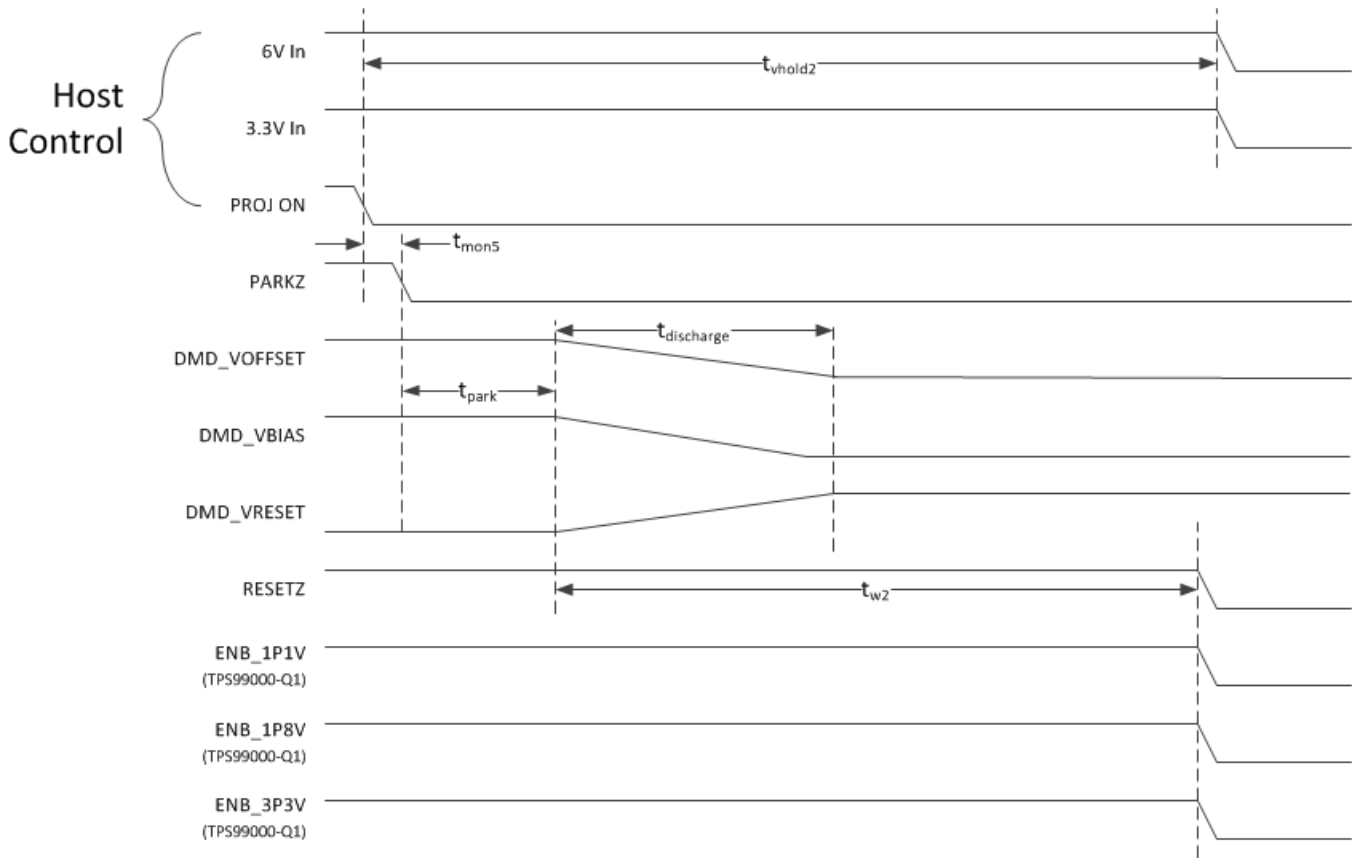 Host
Control
6V In
t_vhold2
3.3V In
PROJ ON
t_mon5
PARKZ
t_discharge
DMD_VOFFSET
t_park
DMD_VBIAS
DMD_VRESET
RESETZ
t_w2
ENB_1P1V
(TPS99000-Q1)
ENB_1P8V
(TPS99000-Q1)
ENB_3P3V
(TPS99000-Q1)